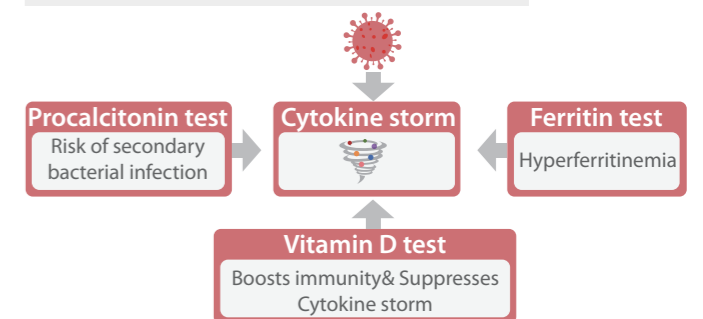 Procalcitonin test
Risk of secondary
bacterial infection
Cytokine storm
Ferritin test
Hyperferritinemia
Vitamin D test
Boosts immunity& Suppresses
Cytokine storm